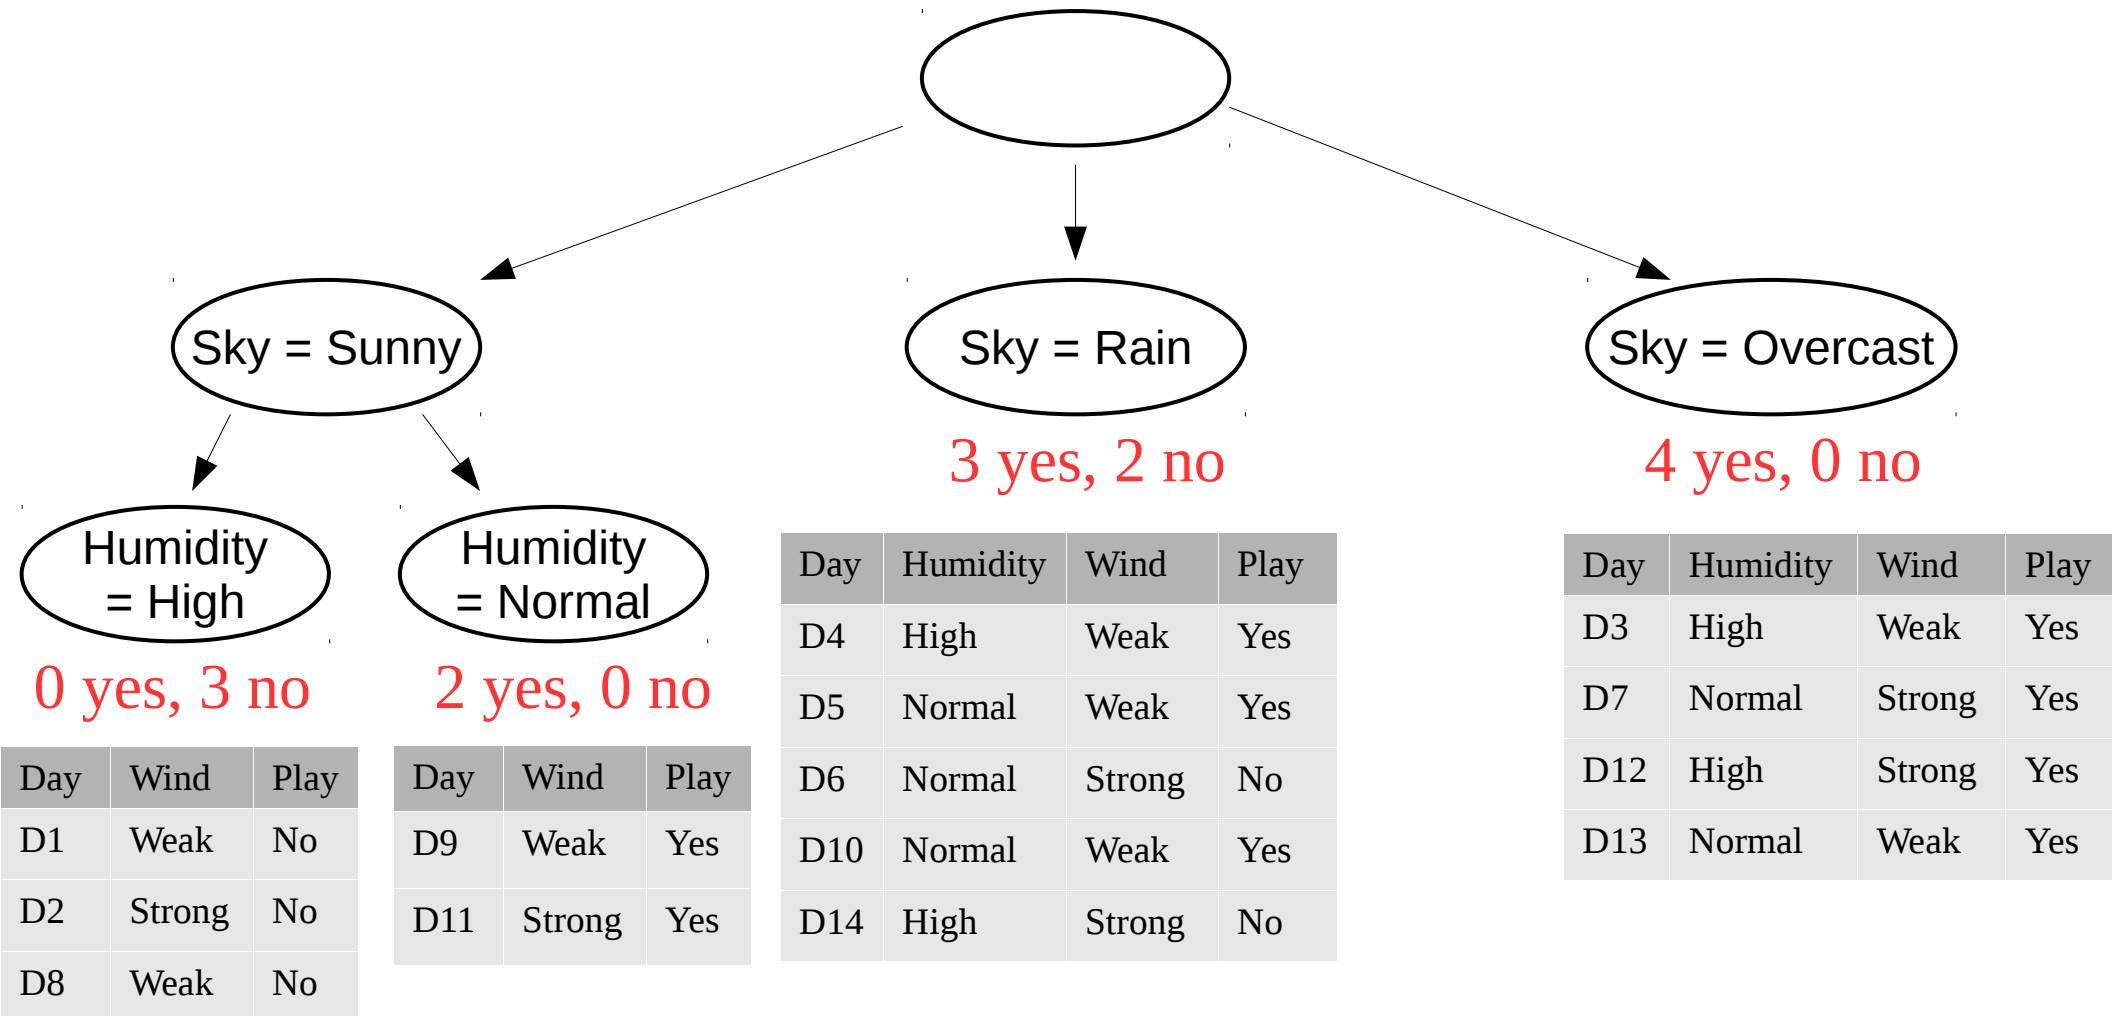 Sky = Sunny
Sky = Rain
Sky = Overcast
Humidity
= High
Humidity
= Normal
0 yes, 3 no
2 yes, 0 no
3 yes, 2 no
4 yes, 0 no
Day Wind Play
D1 Weak No
D2 Strong No
D8 Weak No
Day Wind Play
D9 Weak Yes
D11 Strong Yes
Day Humidity Wind Play
D4 High Weak Yes
D5 Normal Weak Yes
D6 Normal Strong No
D10 Normal Weak Yes
D14 High Strong No
Day Humidity Wind Play
D3 High Weak Yes
D7 Normal Strong Yes
D12 High Strong Yes
D13 Normal Weak Yes